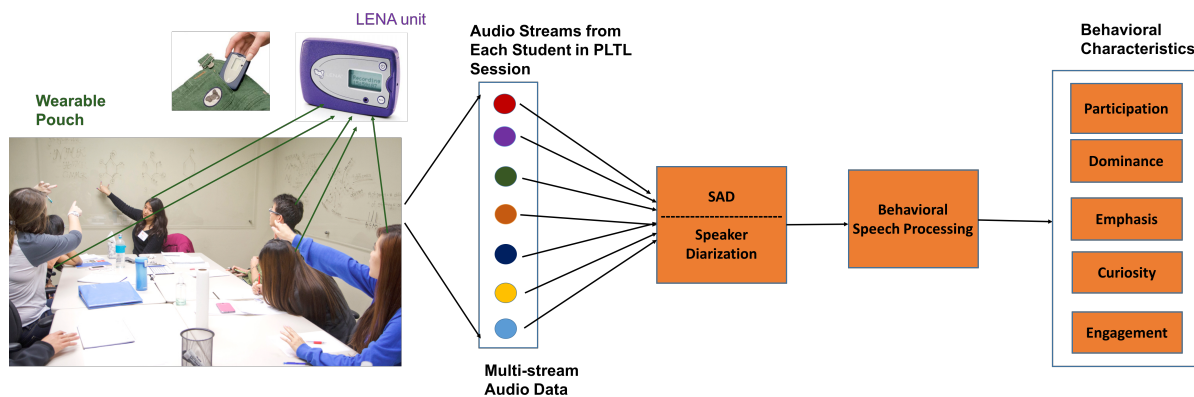 LENA unit
Wearable
Pouch
Audio Streams from
Each Student in PLTL
Session
Multi-stream
Audio Data
SAD
Speaker
Diarization
Behavioral
Speech Processing
Behavioral
Characteristics
Participation
Dominance
Emphasis
Curiosity
Engagement